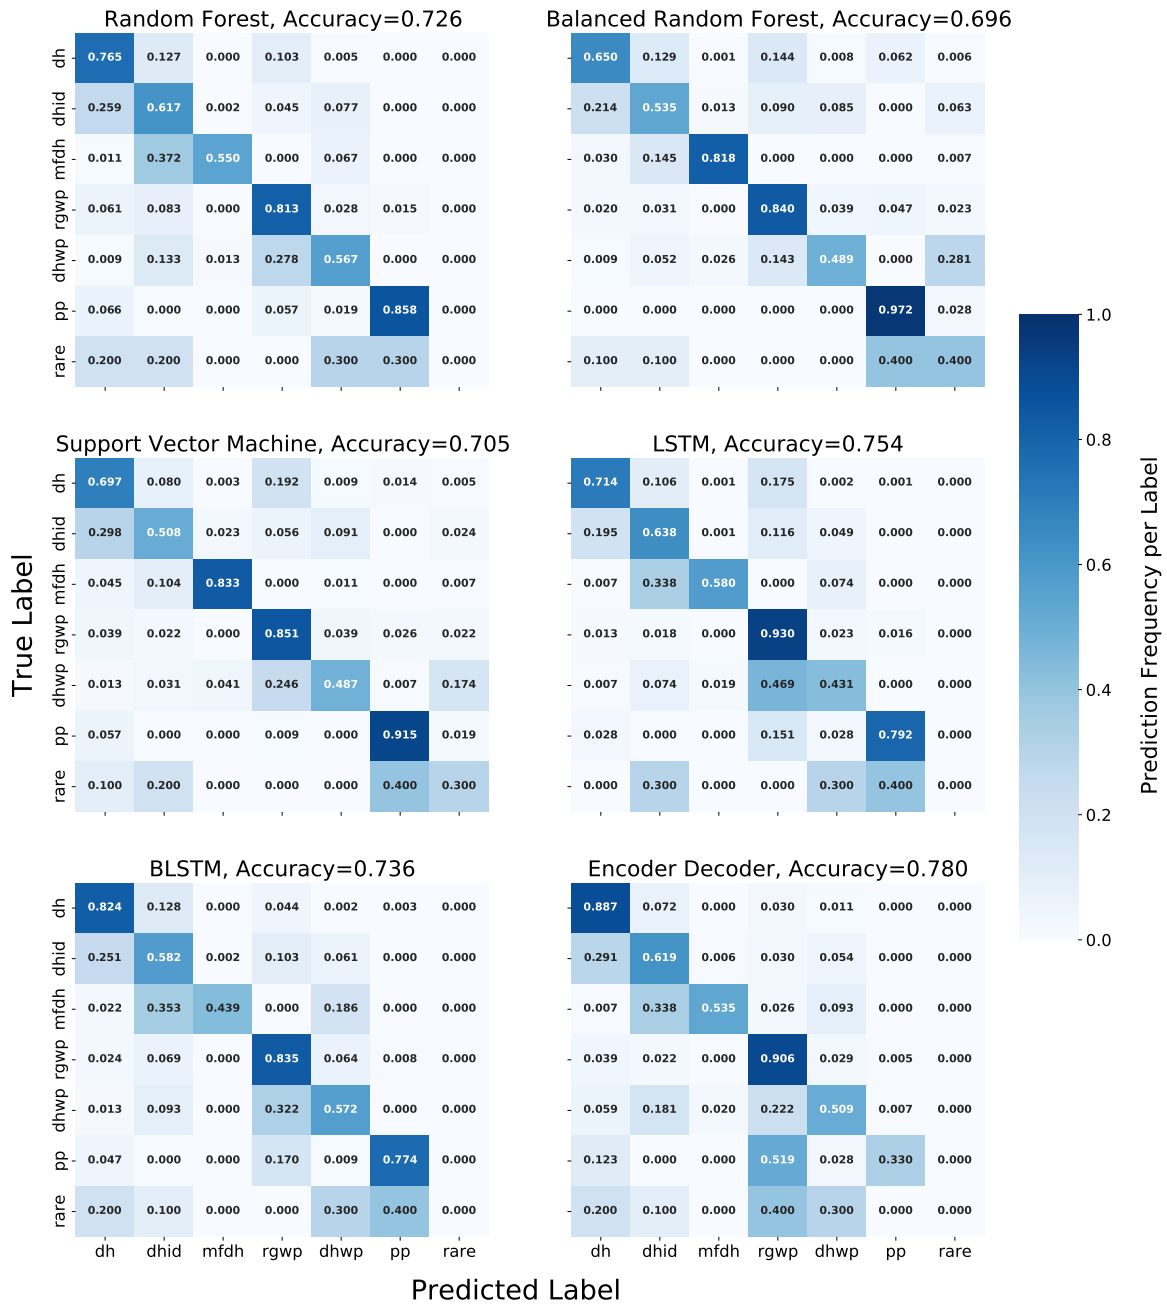 Random Forest, Accuracy=0.726
dh 0.765 0.127 0.000 0.103 0.005 0.000 0.000
dhid 0.259 0.617 0.002 0.045 0.077 0.000 0.000
mfdh 0.011 0.372 0.550 0.000 0.067 0.000 0.000
rgwp 0.061 0.083 0.000 0.813 0.028 0.015 0.000
dhwp 0.009 0.133 0.013 0.278 0.567 0.000 0.000
pp 0.066 0.000 0.000 0.057 0.019 0.858 0.000
rare 0.200 0.200 0.000 0.000 0.300 0.300 0.000
Balanced Random Forest, Accuracy=0.696
0.650 0.129 0.001 0.144 0.008 0.062 0.006
0.214 0.535 0.013 0.090 0.085 0.000 0.063
0.030 0.145 0.818 0.000 0.000 0.000 0.007
0.020 0.031 0.000 0.840 0.039 0.047 0.023
0.009 0.052 0.026 0.143 0.489 0.000 0.281
0.000 0.000 0.000 0.000 0.000 0.972 0.028
0.100 0.100 0.000 0.000 0.000 0.400 0.400
Support Vector Machine, Accuracy=0.705
dh 0.697 0.080 0.003 0.192 0.009 0.014 0.005
dhid 0.298 0.508 0.023 0.056 0.091 0.000 0.024
mfdh 0.045 0.104 0.833 0.000 0.011 0.000 0.007
rgwp 0.039 0.022 0.000 0.851 0.039 0.026 0.022
dhwp 0.013 0.031 0.041 0.246 0.487 0.007 0.174
pp 0.057 0.000 0.000 0.009 0.000 0.915 0.019
rare 0.100 0.200 0.000 0.000 0.000 0.400 0.300
LSTM, Accuracy=0.754
0.714 0.106 0.001 0.175 0.002 0.001 0.000
0.195 0.638 0.001 0.116 0.049 0.000 0.000
0.007 0.338 0.580 0.000 0.074 0.000 0.000
0.013 0.018 0.000 0.930 0.023 0.016 0.000
0.007 0.074 0.019 0.469 0.431 0.000 0.000
0.028 0.000 0.000 0.151 0.028 0.792 0.000
0.000 0.300 0.000 0.000 0.300 0.400 0.000
BLSTM, Accuracy=0.736
dh 0.824 0.128 0.000 0.044 0.002 0.003 0.000
dhid 0.251 0.582 0.002 0.103 0.061 0.000 0.000
mfdh 0.022 0.353 0.439 0.000 0.186 0.000 0.000
rgwp 0.024 0.069 0.000 0.835 0.064 0.008 0.000
dhwp 0.013 0.093 0.000 0.322 0.572 0.000 0.000
pp 0.047 0.000 0.000 0.170 0.009 0.774 0.000
rare 0.200 0.100 0.000 0.000 0.300 0.400 0.000
dh dhid mfdh rgwp dhwp pp rare
Encoder Decoder, Accuracy=0.780
0.887 0.072 0.000 0.030 0.011 0.000 0.000
0.291 0.619 0.006 0.030 0.054 0.000 0.000
0.007 0.338 0.535 0.026 0.093 0.000 0.000
0.039 0.022 0.000 0.906 0.029 0.005 0.000
0.059 0.181 0.020 0.222 0.509 0.007 0.000
0.123 0.000 0.000 0.519 0.028 0.330 0.000
0.200 0.100 0.000 0.400 0.300 0.000 0.000
dh dhid mfdh rgwp dhwp pp rare
True Label
Predicted Label
1.0
0.8
0.6
0.4
0.2
0.0
Prediction Frequency per Label